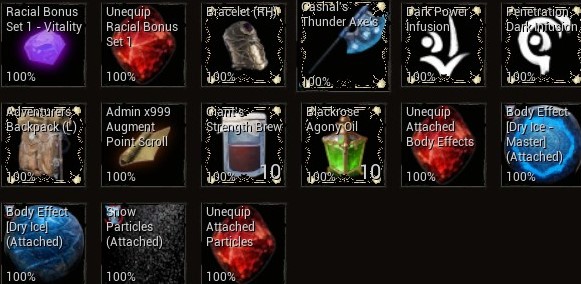 Racial Bonus
Set 1 - Vitality
100%
Unequip
Racial Bonus
Set 1
100%
Bracelet (RH)
100%
Thunder Axe
100%
Dark Power
Infusion
100%
Penetration
Dark Infusion
100%
Adventurers
Backpack (L)
100%
Admin x999
Augment
Point Scroll
100%
Giant's
Strength Brew
100%
10
Blackrose
Agony Oil
100%
10
Unequip
Attached
Body Effects
100%
Body Effect
[Dry Ice -
Master]
(Attached)
100%
Body Effect
[Dry Ice]
(Attached)
100%
Snow
Particles
(Attached)
100%
Unequip
Attached
Particles
100%